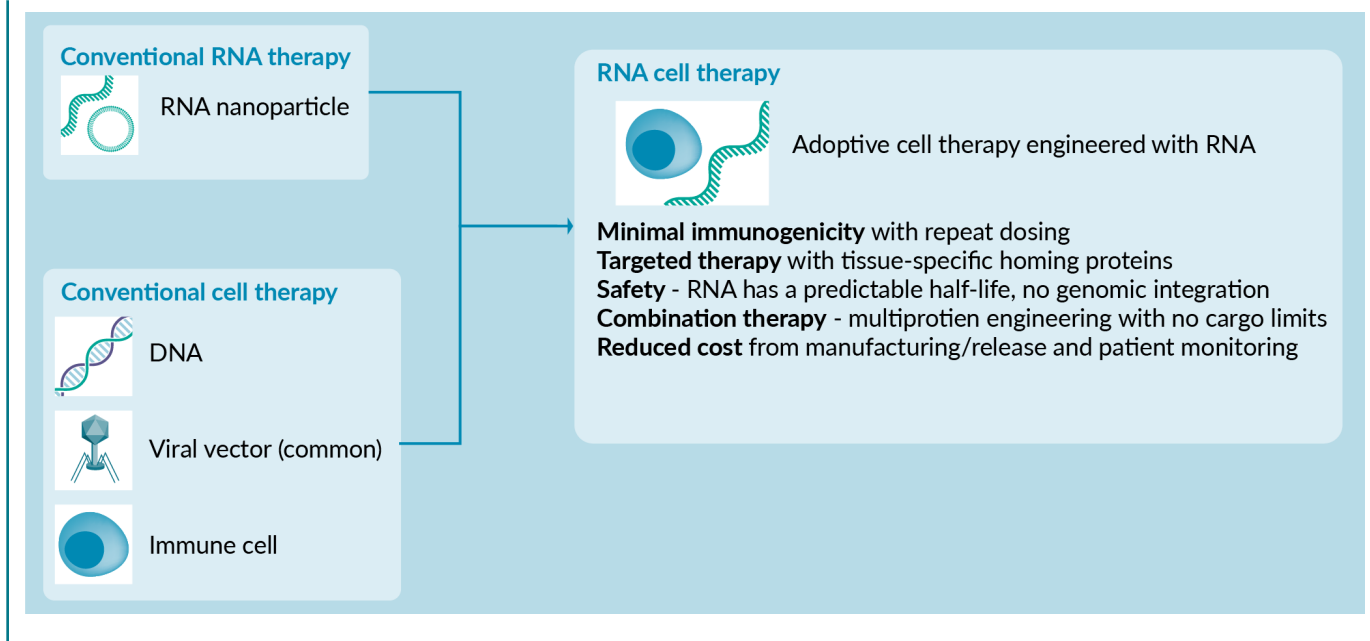 Conventional RNA therapy
RNA nanoparticle
Conventional cell therapy
DNA
Viral vector (common)
Immune cell
RNA cell therapy
Adoptive cell therapy engineered with RNA
Minimal immunogenicity with repeat dosing
Targeted therapy with tissue-specific homing proteins
Safety - RNA has a predictable half-life, no genomic integration
Combination therapy - multiprotien engineering with no cargo limits
Reduced cost from manufacturing/release and patient monitoring